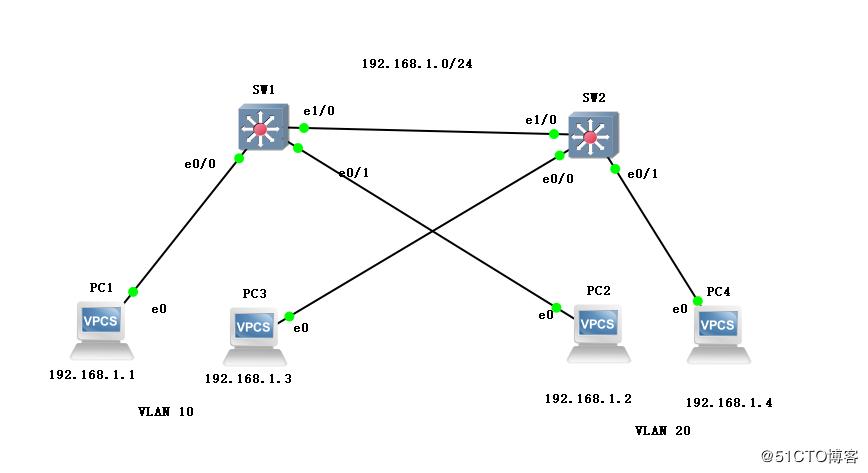 192.168.1.0/24
SW1
SW2
e1/0
e1/0
e0/0
e0/1
e0/0
e0/1
PC1
PC3
PC2
PC4
VPCS
VPCS
VPCS
VPCS
e0
e0
e0
e0
192.168.1.1
192.168.1.3
192.168.1.2
192.168.1.4
VLAN 10
VLAN 20
@51CTO博客